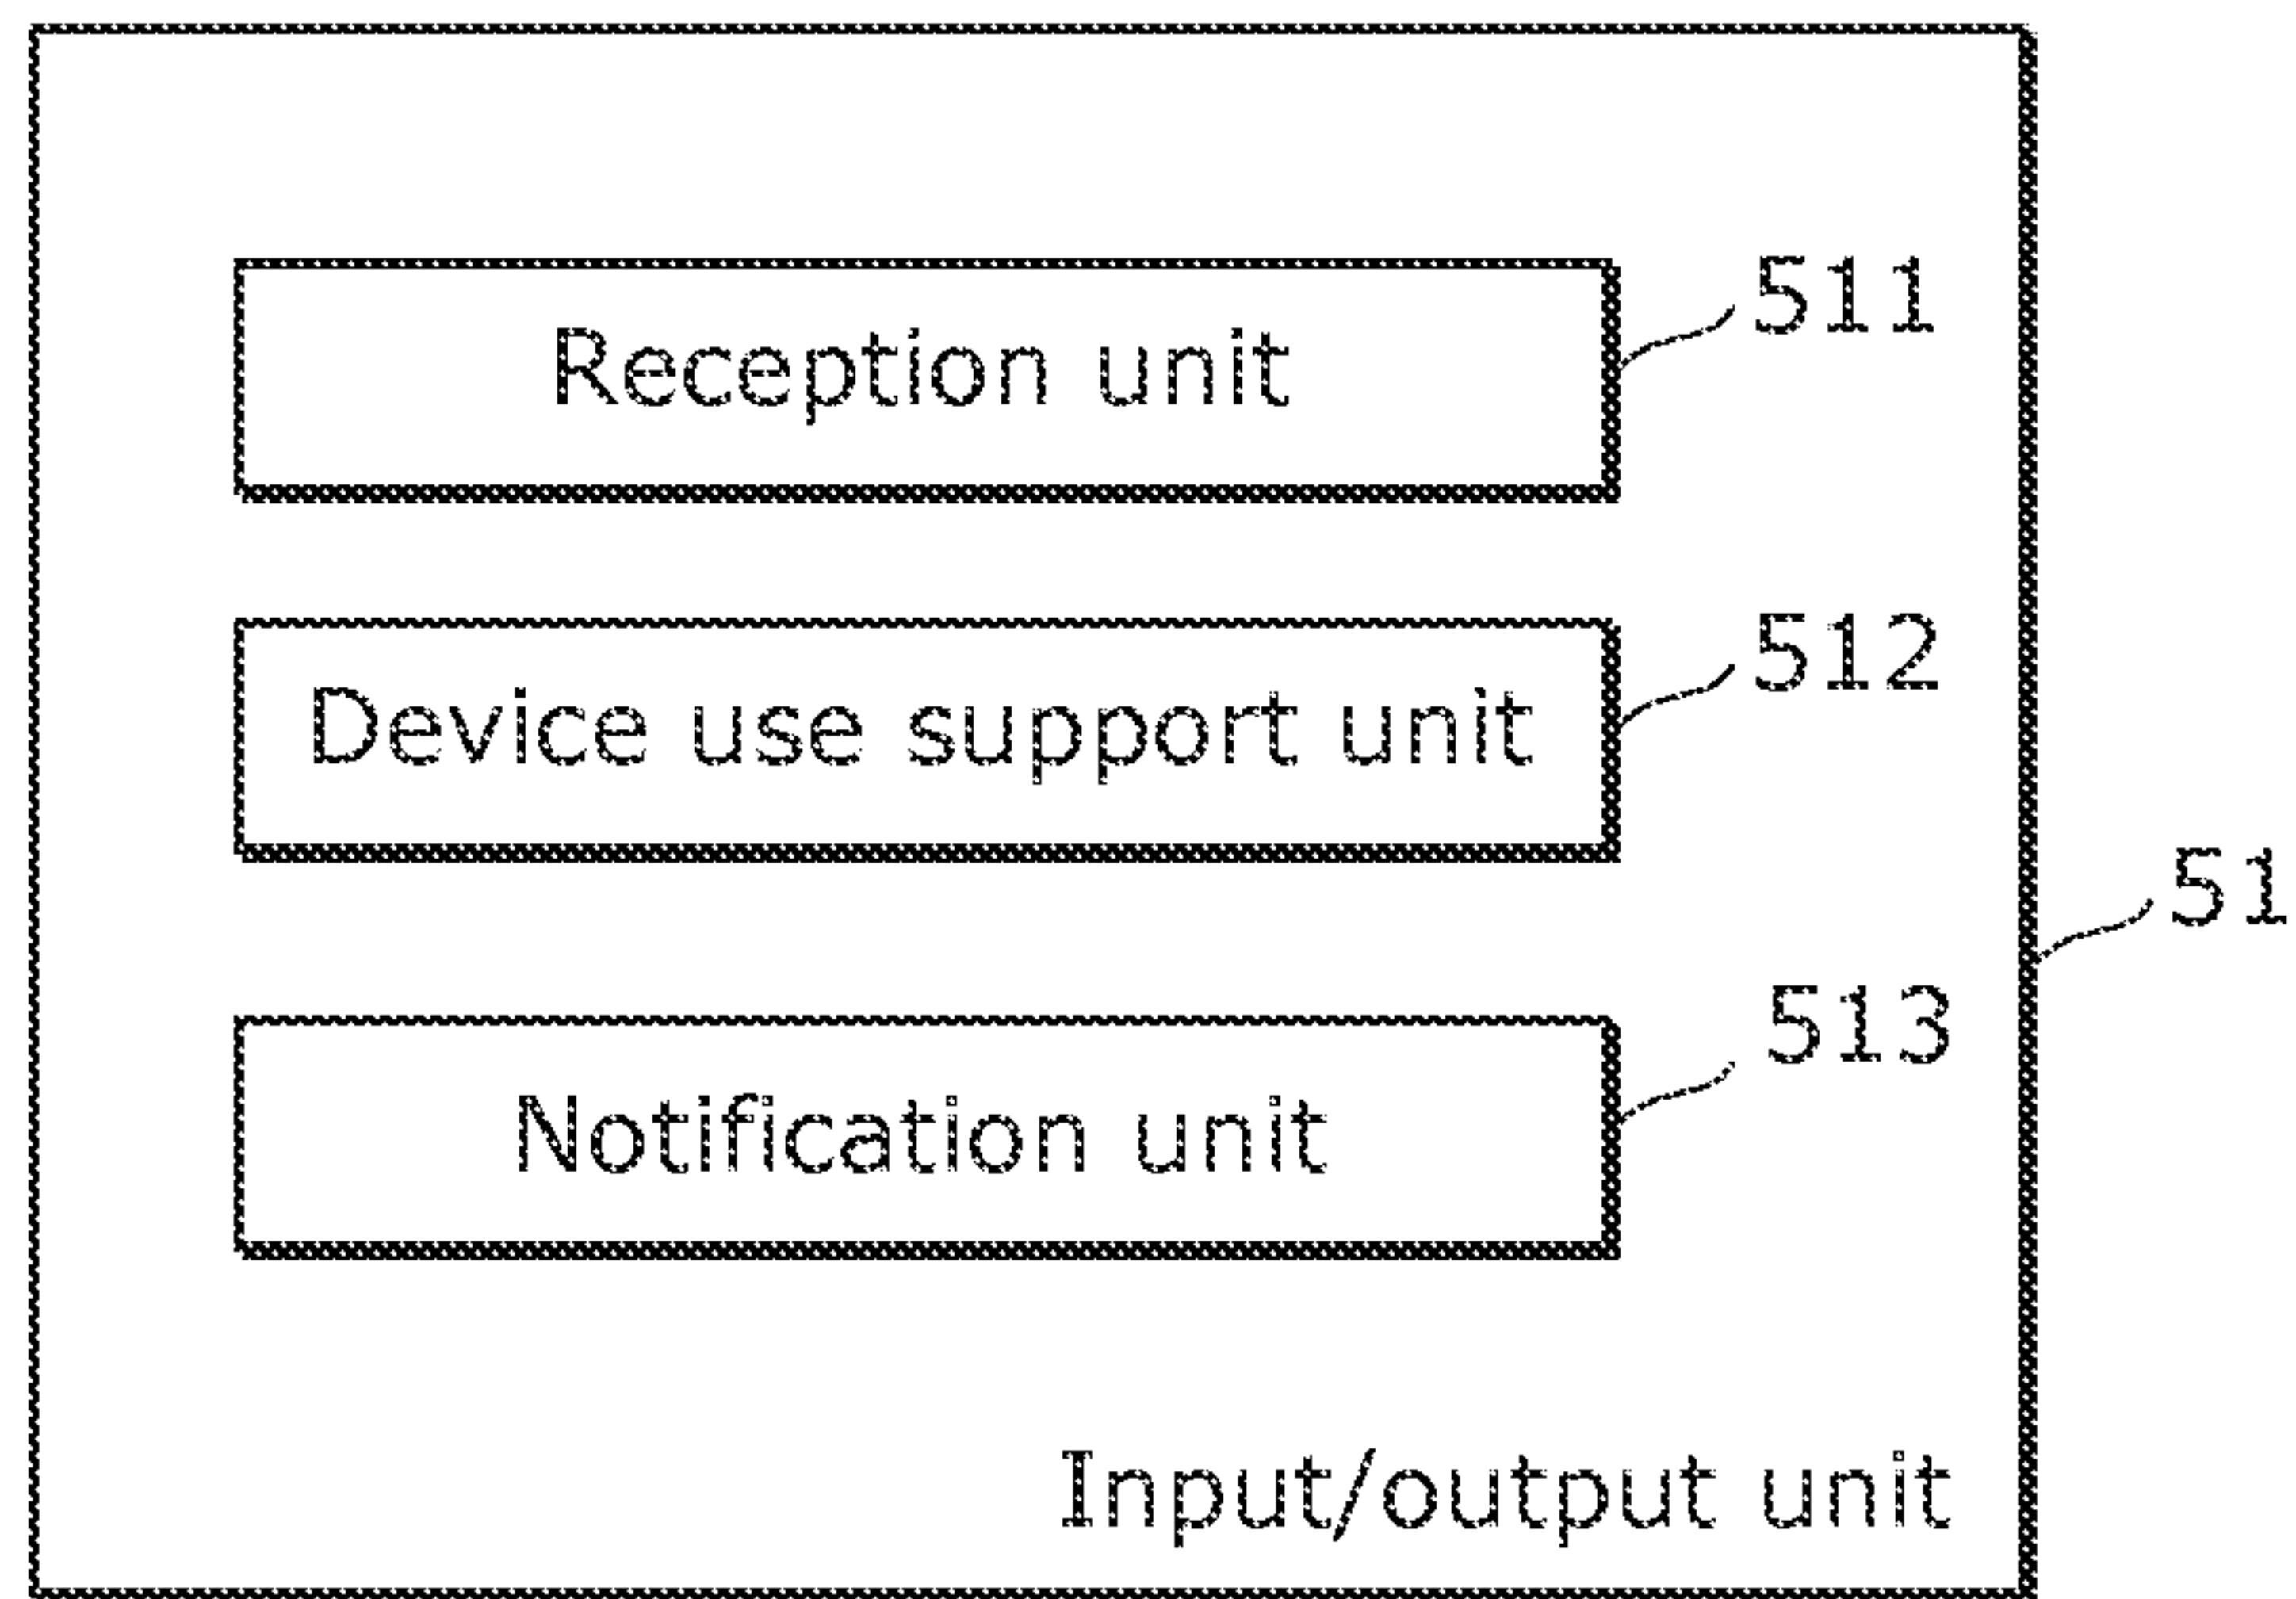 Reception unit
511
Device use support unit
512
51
Notification unit
513
Input/output unit